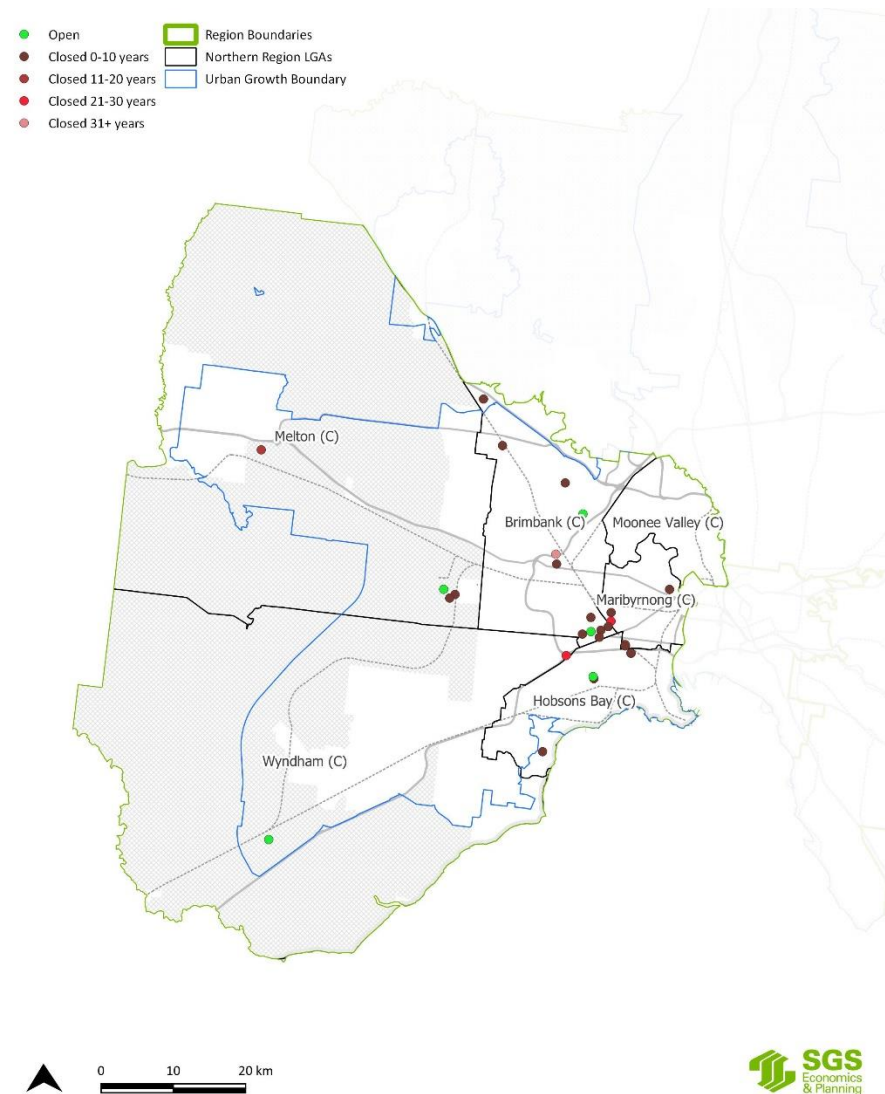 Open
Closed 0-10 years
Closed 11-20 years
Closed 21-30 years
Closed 31+ years
Region Boundaries
Northern Region LGAs
Urban Growth Boundary
Melton (C)
Brimbank (C)
Moonee Valley (C)
Maribyrnong (C)
Hobsons Bay (C)
Wyndham (C)
0 10 20 km
SGS
Economics
& Planning